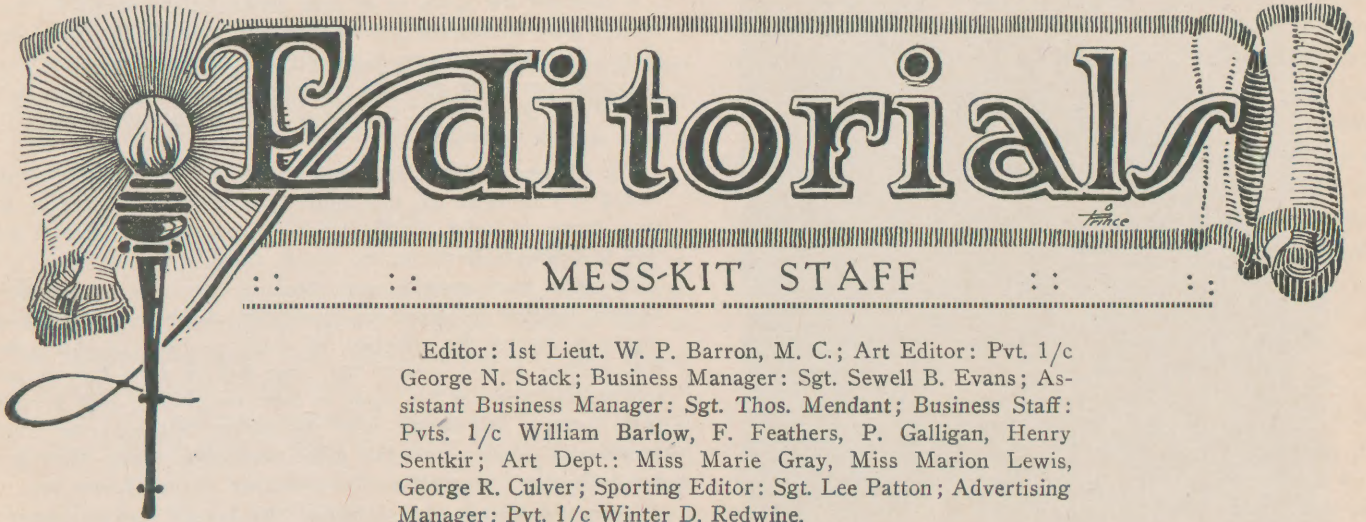 Editorials
Prince
:: :: MESS-KIT STAFF :: ::
Editor: 1st Lieut. W. P. Barron, M. C.; Art Editor: Pvt. 1/c
George N. Stack; Business Manager: Sgt. Sewell B. Evans; As-
sistant Business Manager: Sgt. Thos. Mendant; Business Staff:
Pvts. 1/c William Barlow, F. Feathers, P. Galligan, Henry
Sentkir; Art Dept.: Miss Marie Gray, Miss Marion Lewis,
George R. Culver; Sporting Editor: Sgt. Lee Patton; Advertising
Manager: Pvt. 1/c Winter D. Redwine.